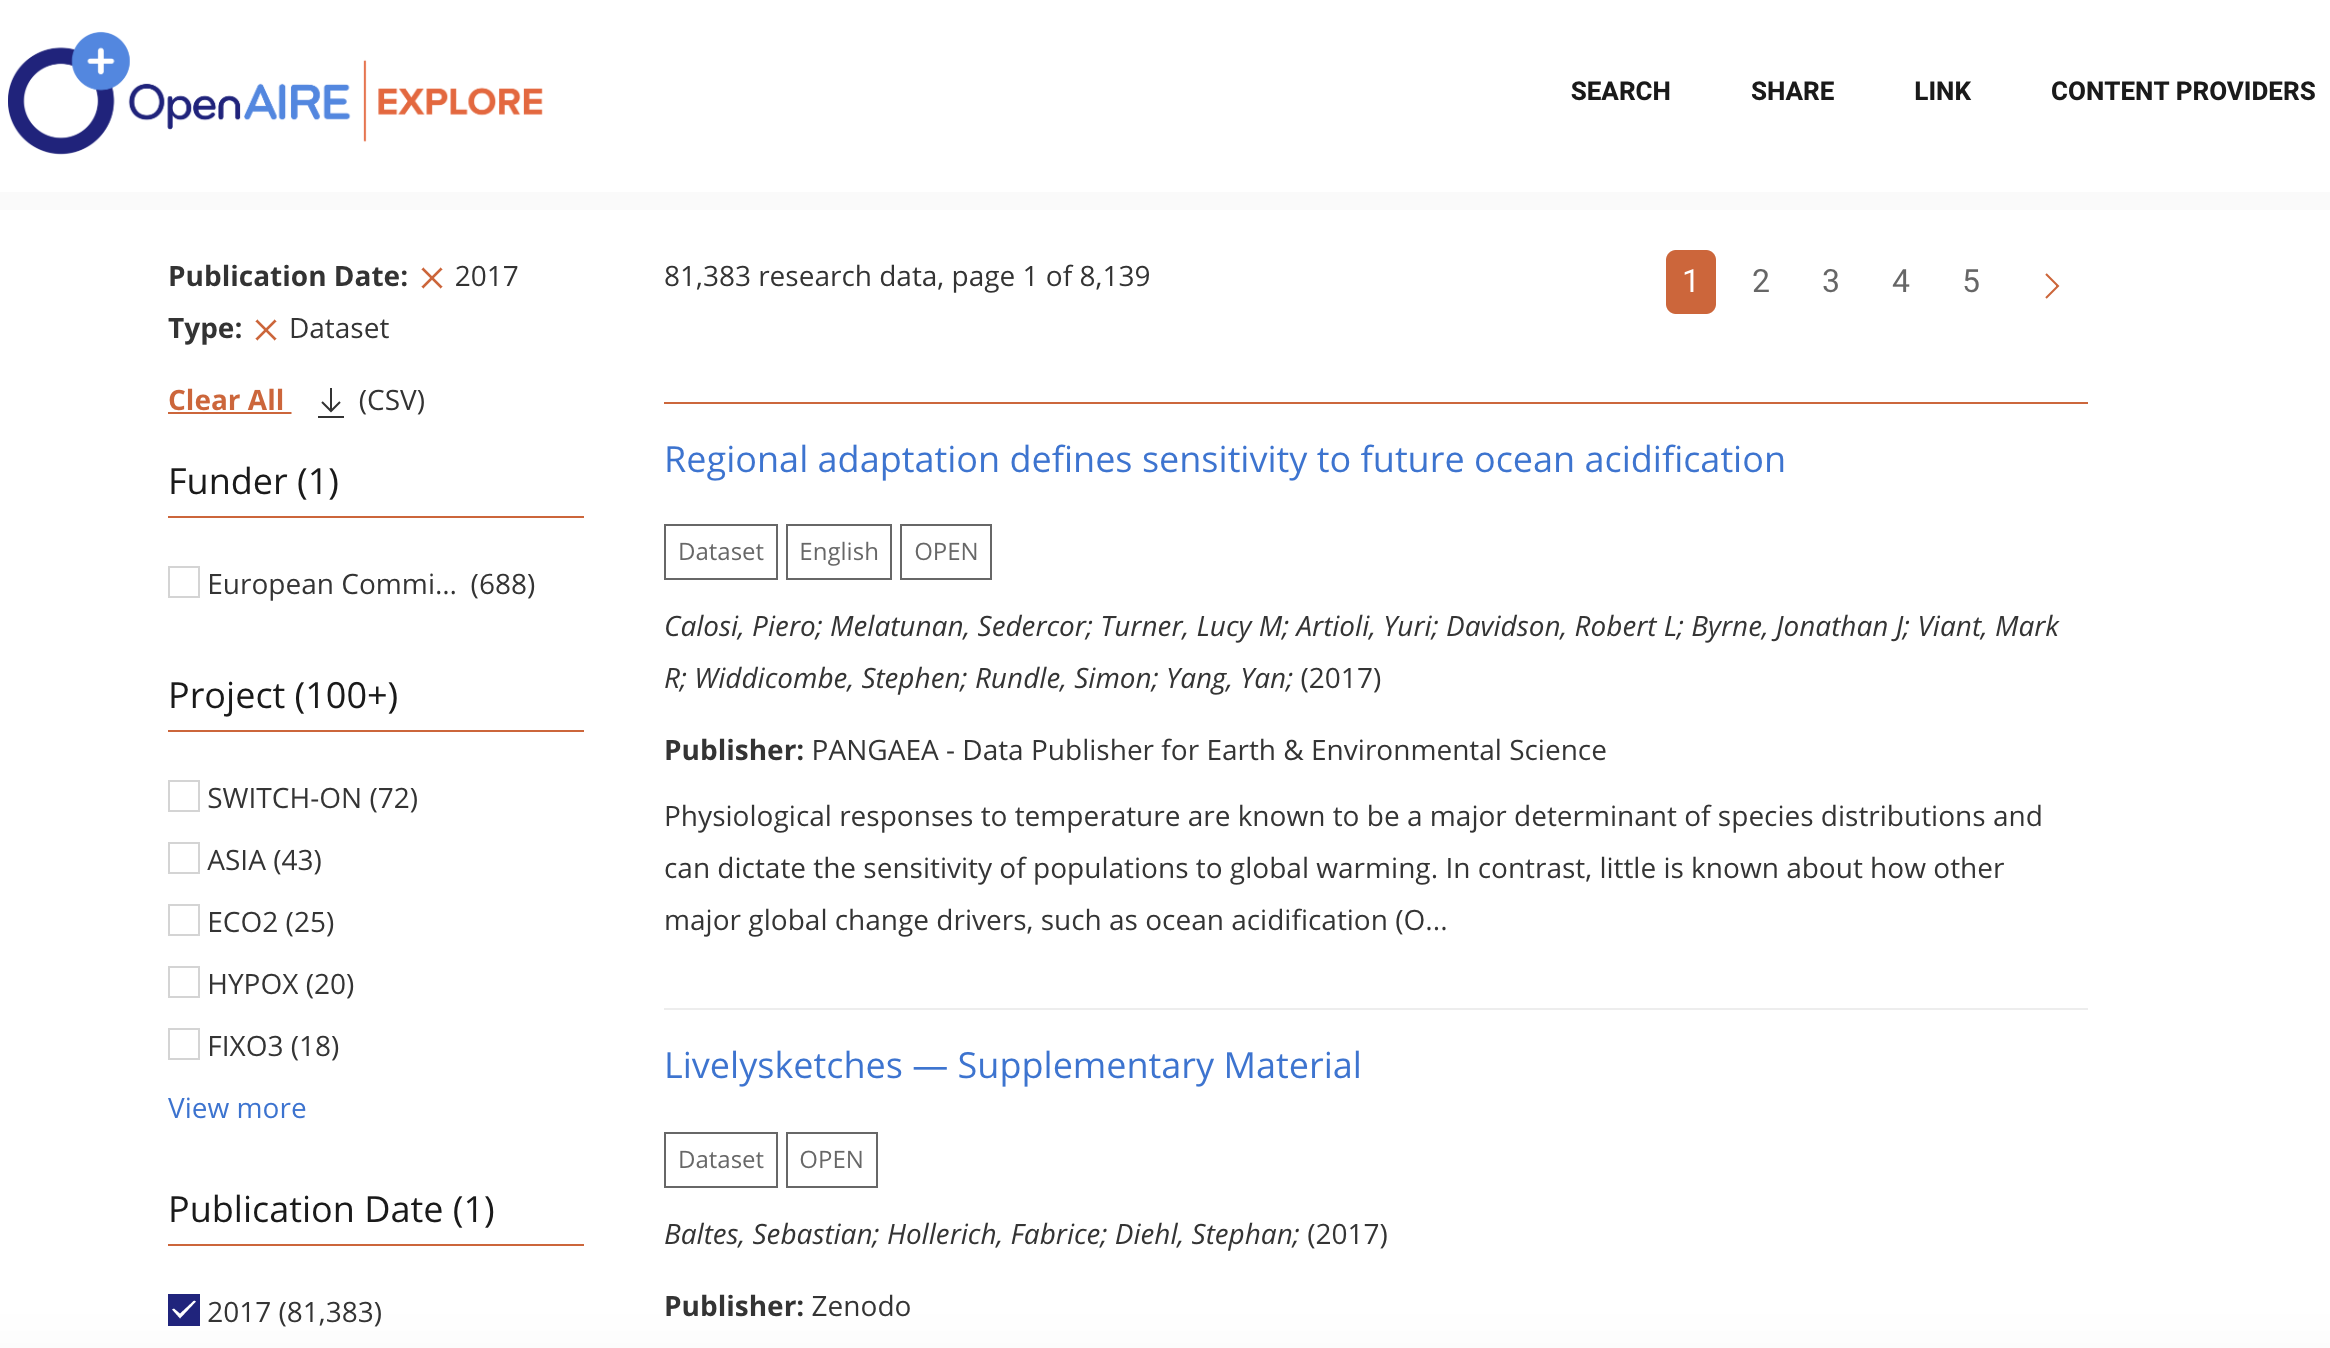 OpenAIRE EXPLORE
SEARCH SHARE LINK CONTENT PROVIDERS
Publication Date: 2017
Type: Dataset
Clear All (CSV)
Funder (1)
European Commi... (688)
Project (100+)
SWITCH-ON (72)
ASIA (43)
ECO2 (25)
HYPOX (20)
FIXO3 (18)
View more
Publication Date (1)
2017 (81,383)
81,383 research data, page 1 of 8,139
1 2 3 4 5
Regional adaptation defines sensitivity to future ocean acidification
Dataset English OPEN
Calosi, Piero; Melatunan, Sedercor; Turner, Lucy M; Artioli, Yuri; Davidson, Robert L; Byrne, Jonathan J; Viant, Mark
R; Widdicombe, Stephen; Rundle, Simon; Yang, Yan; (2017)
Publisher: PANGAEA - Data Publisher for Earth & Environmental Science
Physiological responses to temperature are known to be a major determinant of species distributions and
can dictate the sensitivity of populations to global warming. In contrast, little is known about how other
major global change drivers, such as ocean acidification (O...
Livelysketches — Supplementary Material
Dataset OPEN
Baltes, Sebastian; Hollerich, Fabrice; Diehl, Stephan; (2017)
Publisher: Zenodo